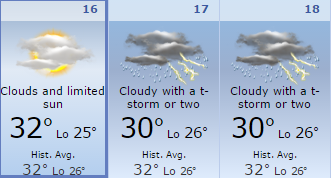 16 17 18
Clouds and limited Cloudy with a t- Cloudy with a t-
sun storm or two storm or two
32° Lo 25° 30° Lo 26° 30° Lo 26°
Hist. Avg. Hist. Avg. Hist. Avg.
32° Lo 26° 32° Lo 26° 32° Lo 26°